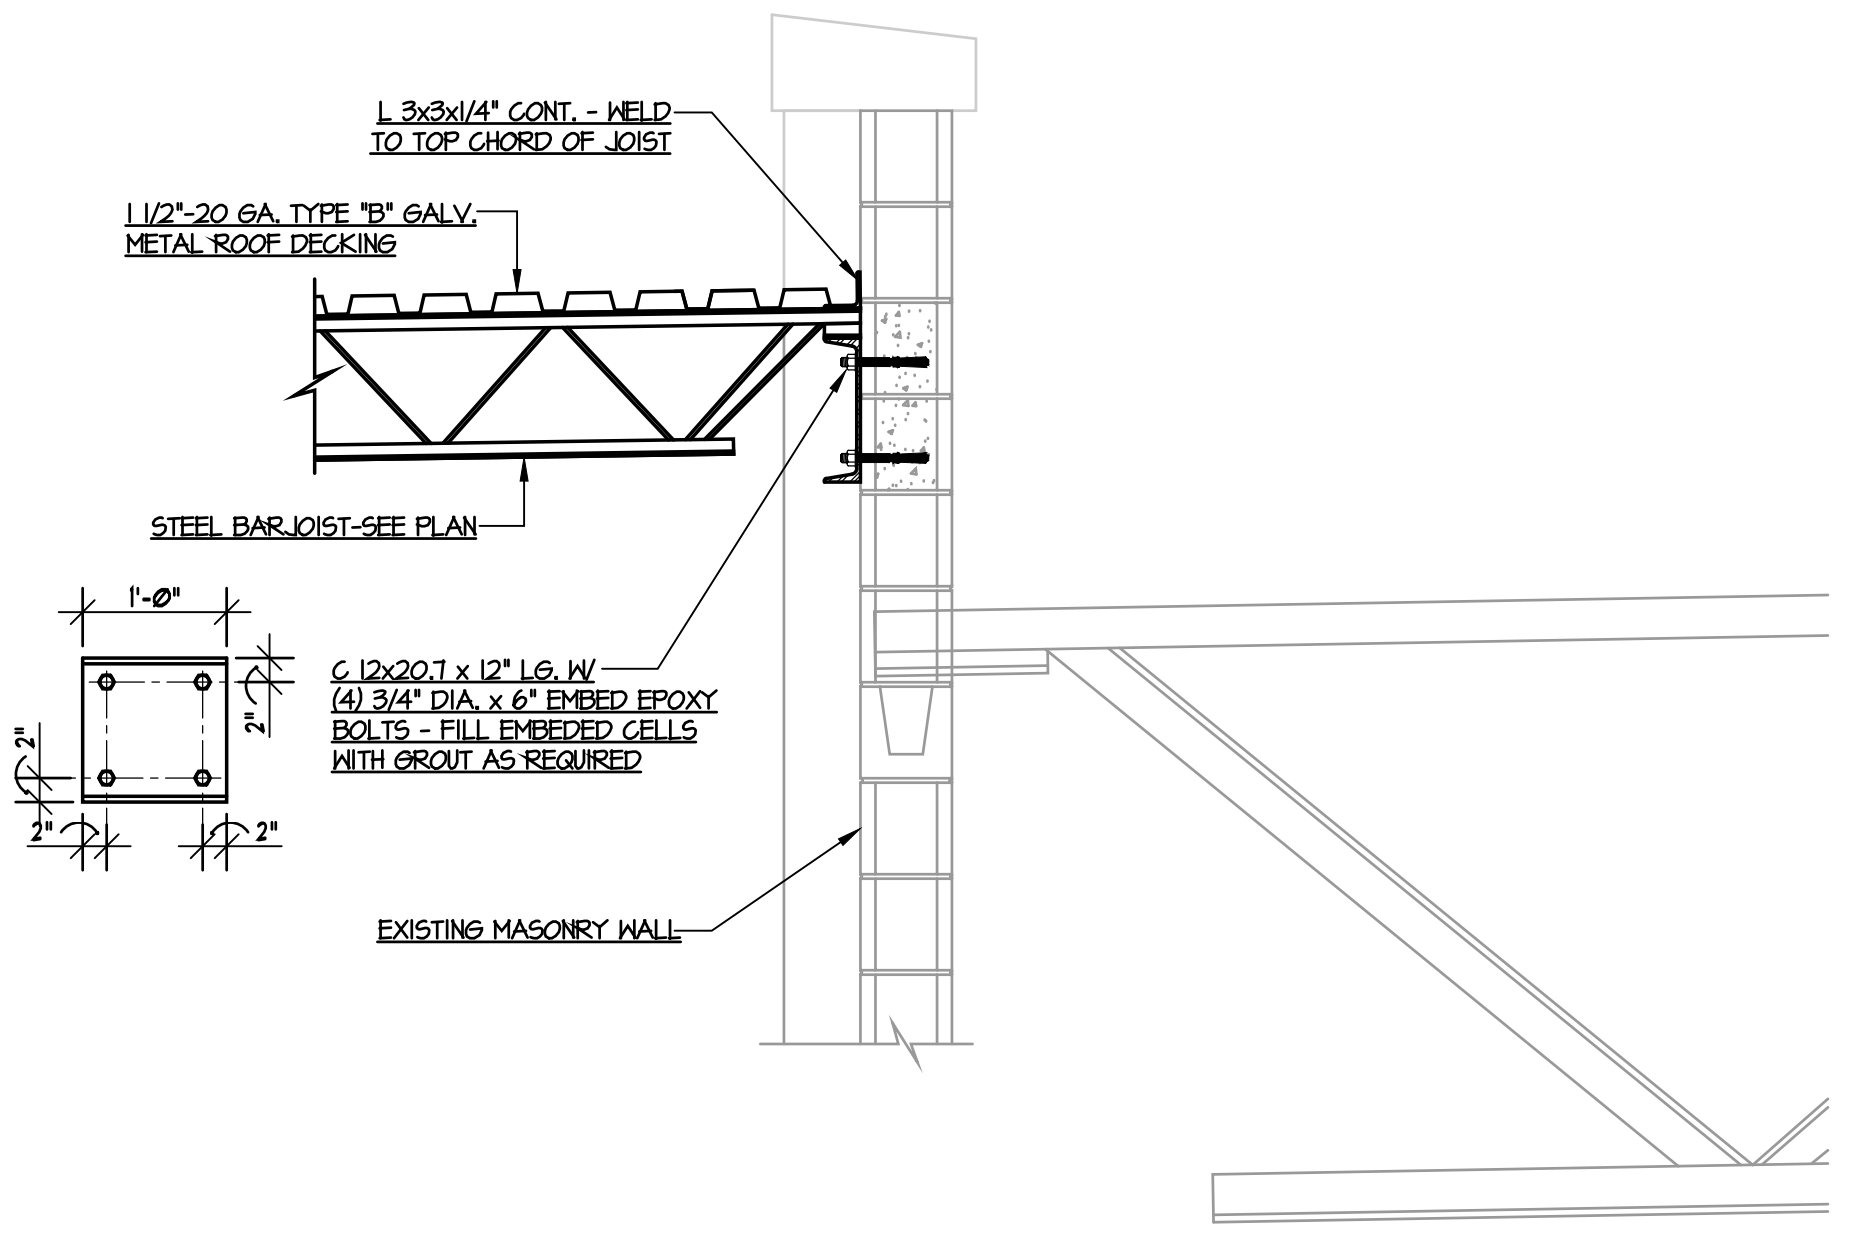 L 3x3x1/4" CONT. - WELD
TO TOP CHORD OF JOIST
1 1/2"-20 GA. TYPE "B" GALV.
METAL ROOF DECKING
STEEL BARJOIST-SEE PLAN
1'-0"
2"
2"
2"
2"
C 12x20.7 x 12" LG. W/
(4) 3/4" DIA. x 6" EMBED EPOXY
BOLTS - FILL EMBEDED CELLS
WITH GROUT AS REQUIRED
EXISTING MASONRY WALL